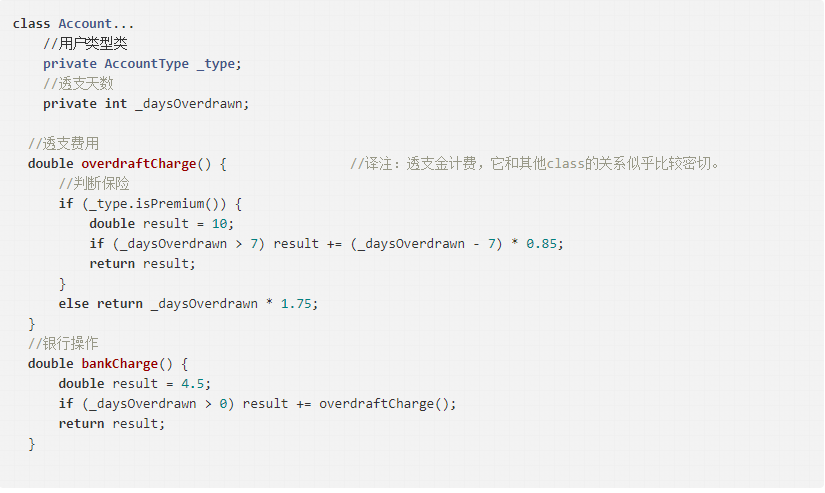 class Account...
//用户类型类
private AccountType _type;
//透支天数
private int _daysOverdrawn;
//透支费用
double overdraftCharge() { //译注：透支金计费，它和其他class的关系似乎比较密切。
//判断保险
if (_type.isPremium()) {
double result = 10;
if (_daysOverdrawn > 7) result += (_daysOverdrawn - 7) * 0.85;
return result;
}
else return _daysOverdrawn * 1.75;
}
//银行操作
double bankCharge() {
double result = 4.5;
if (_daysOverdrawn > 0) result += overdraftCharge();
return result;
}